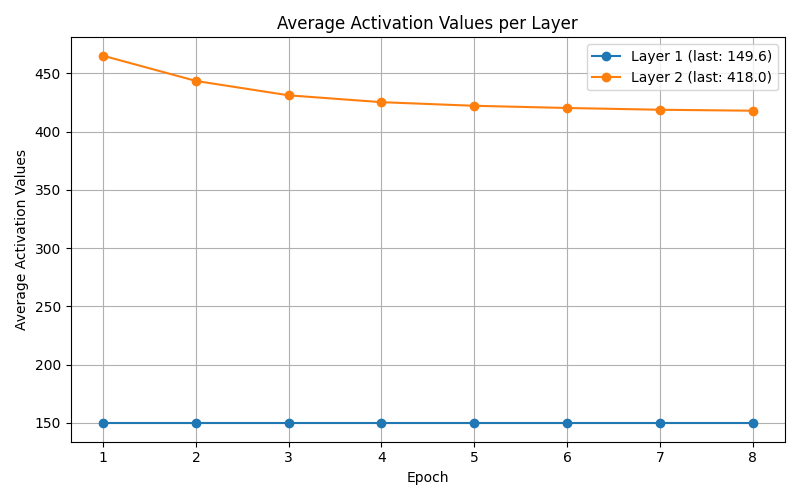 Average Activation Values per Layer
Layer 1 (last: 149.6)
Layer 2 (last: 418.0)
Average Activation Values
450
400
350
300
250
200
150
1 2 3 4 5 6 7 8
Epoch